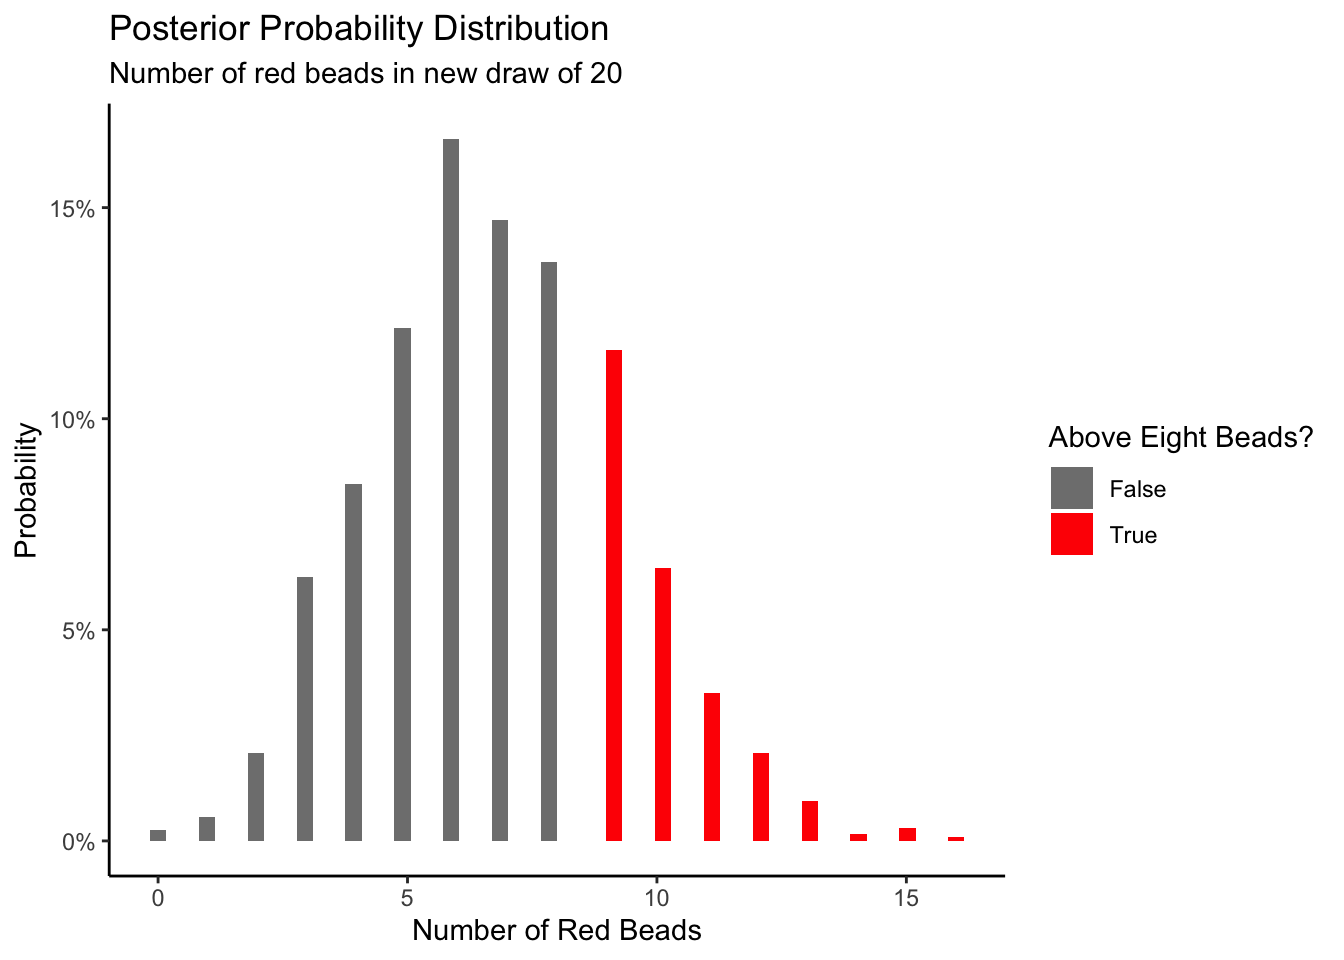 Posterior Probability Distribution
Number of red beads in new draw of 20
Probability
15%
10%
5%
0%
0 5 10 15
Number of Red Beads
Above Eight Beads?
False
True